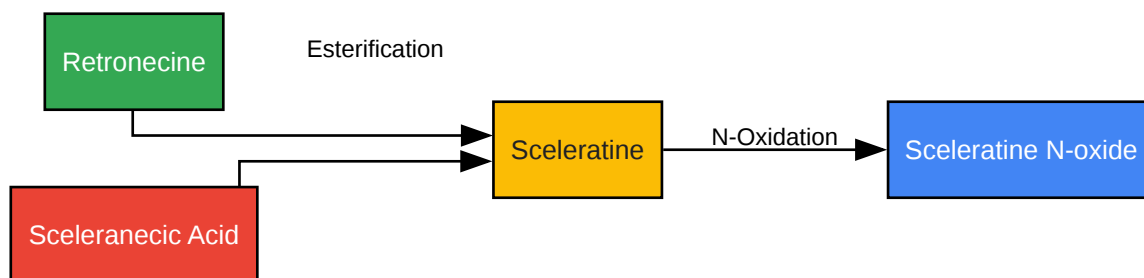 Retronecine
Esterification
Sceleratine
N-Oxidation
Sceleratine N-oxide
Sceleranecic Acid